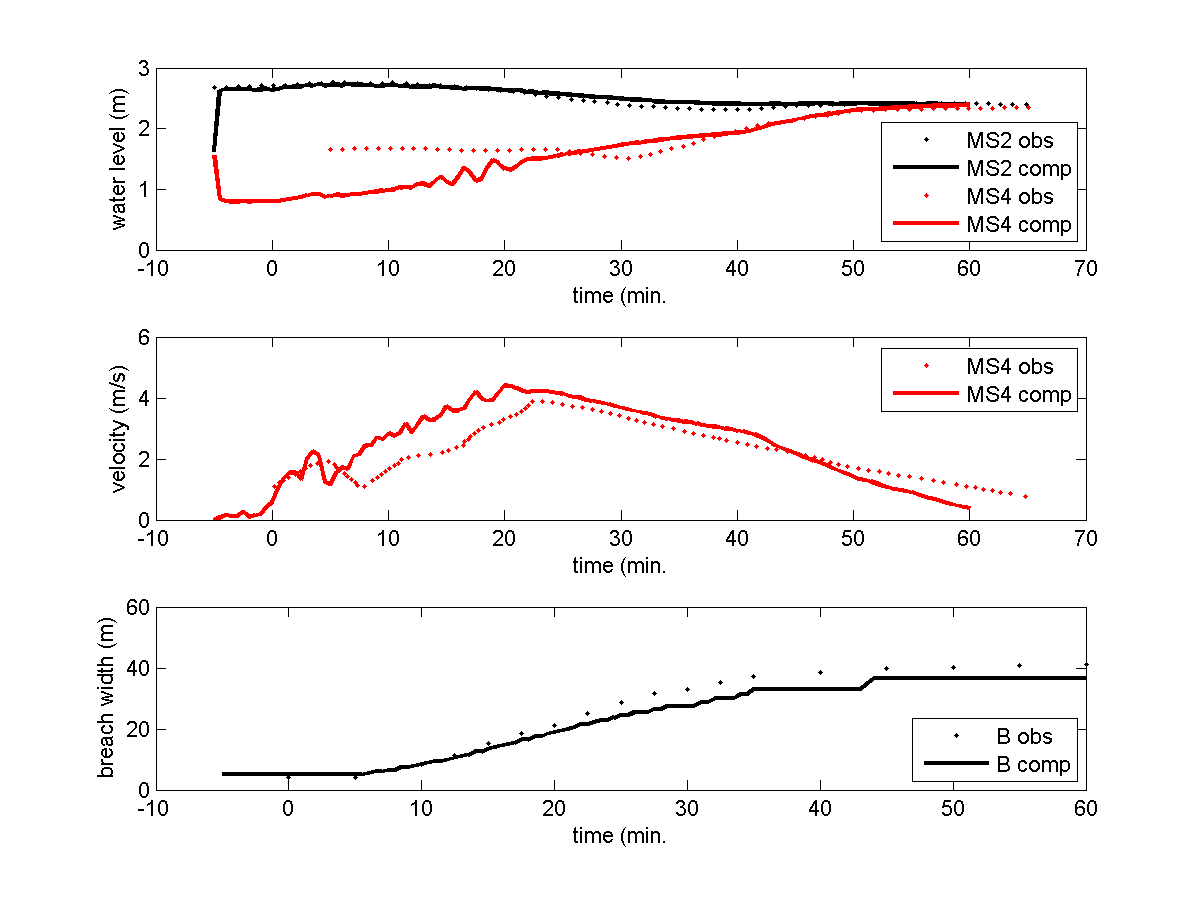 water level (m)
3
2
1
0
-10 0 10 20 30 40 50 60 70
time (min.
MS2 obs
MS2 comp
MS4 obs
MS4 comp
velocity (m/s)
6
4
2
0
-10 0 10 20 30 40 50 60 70
time (min.
MS4 obs
MS4 comp
breach width (m)
60
40
20
0
-10 0 10 20 30 40 50 60
time (min.
B obs
B comp